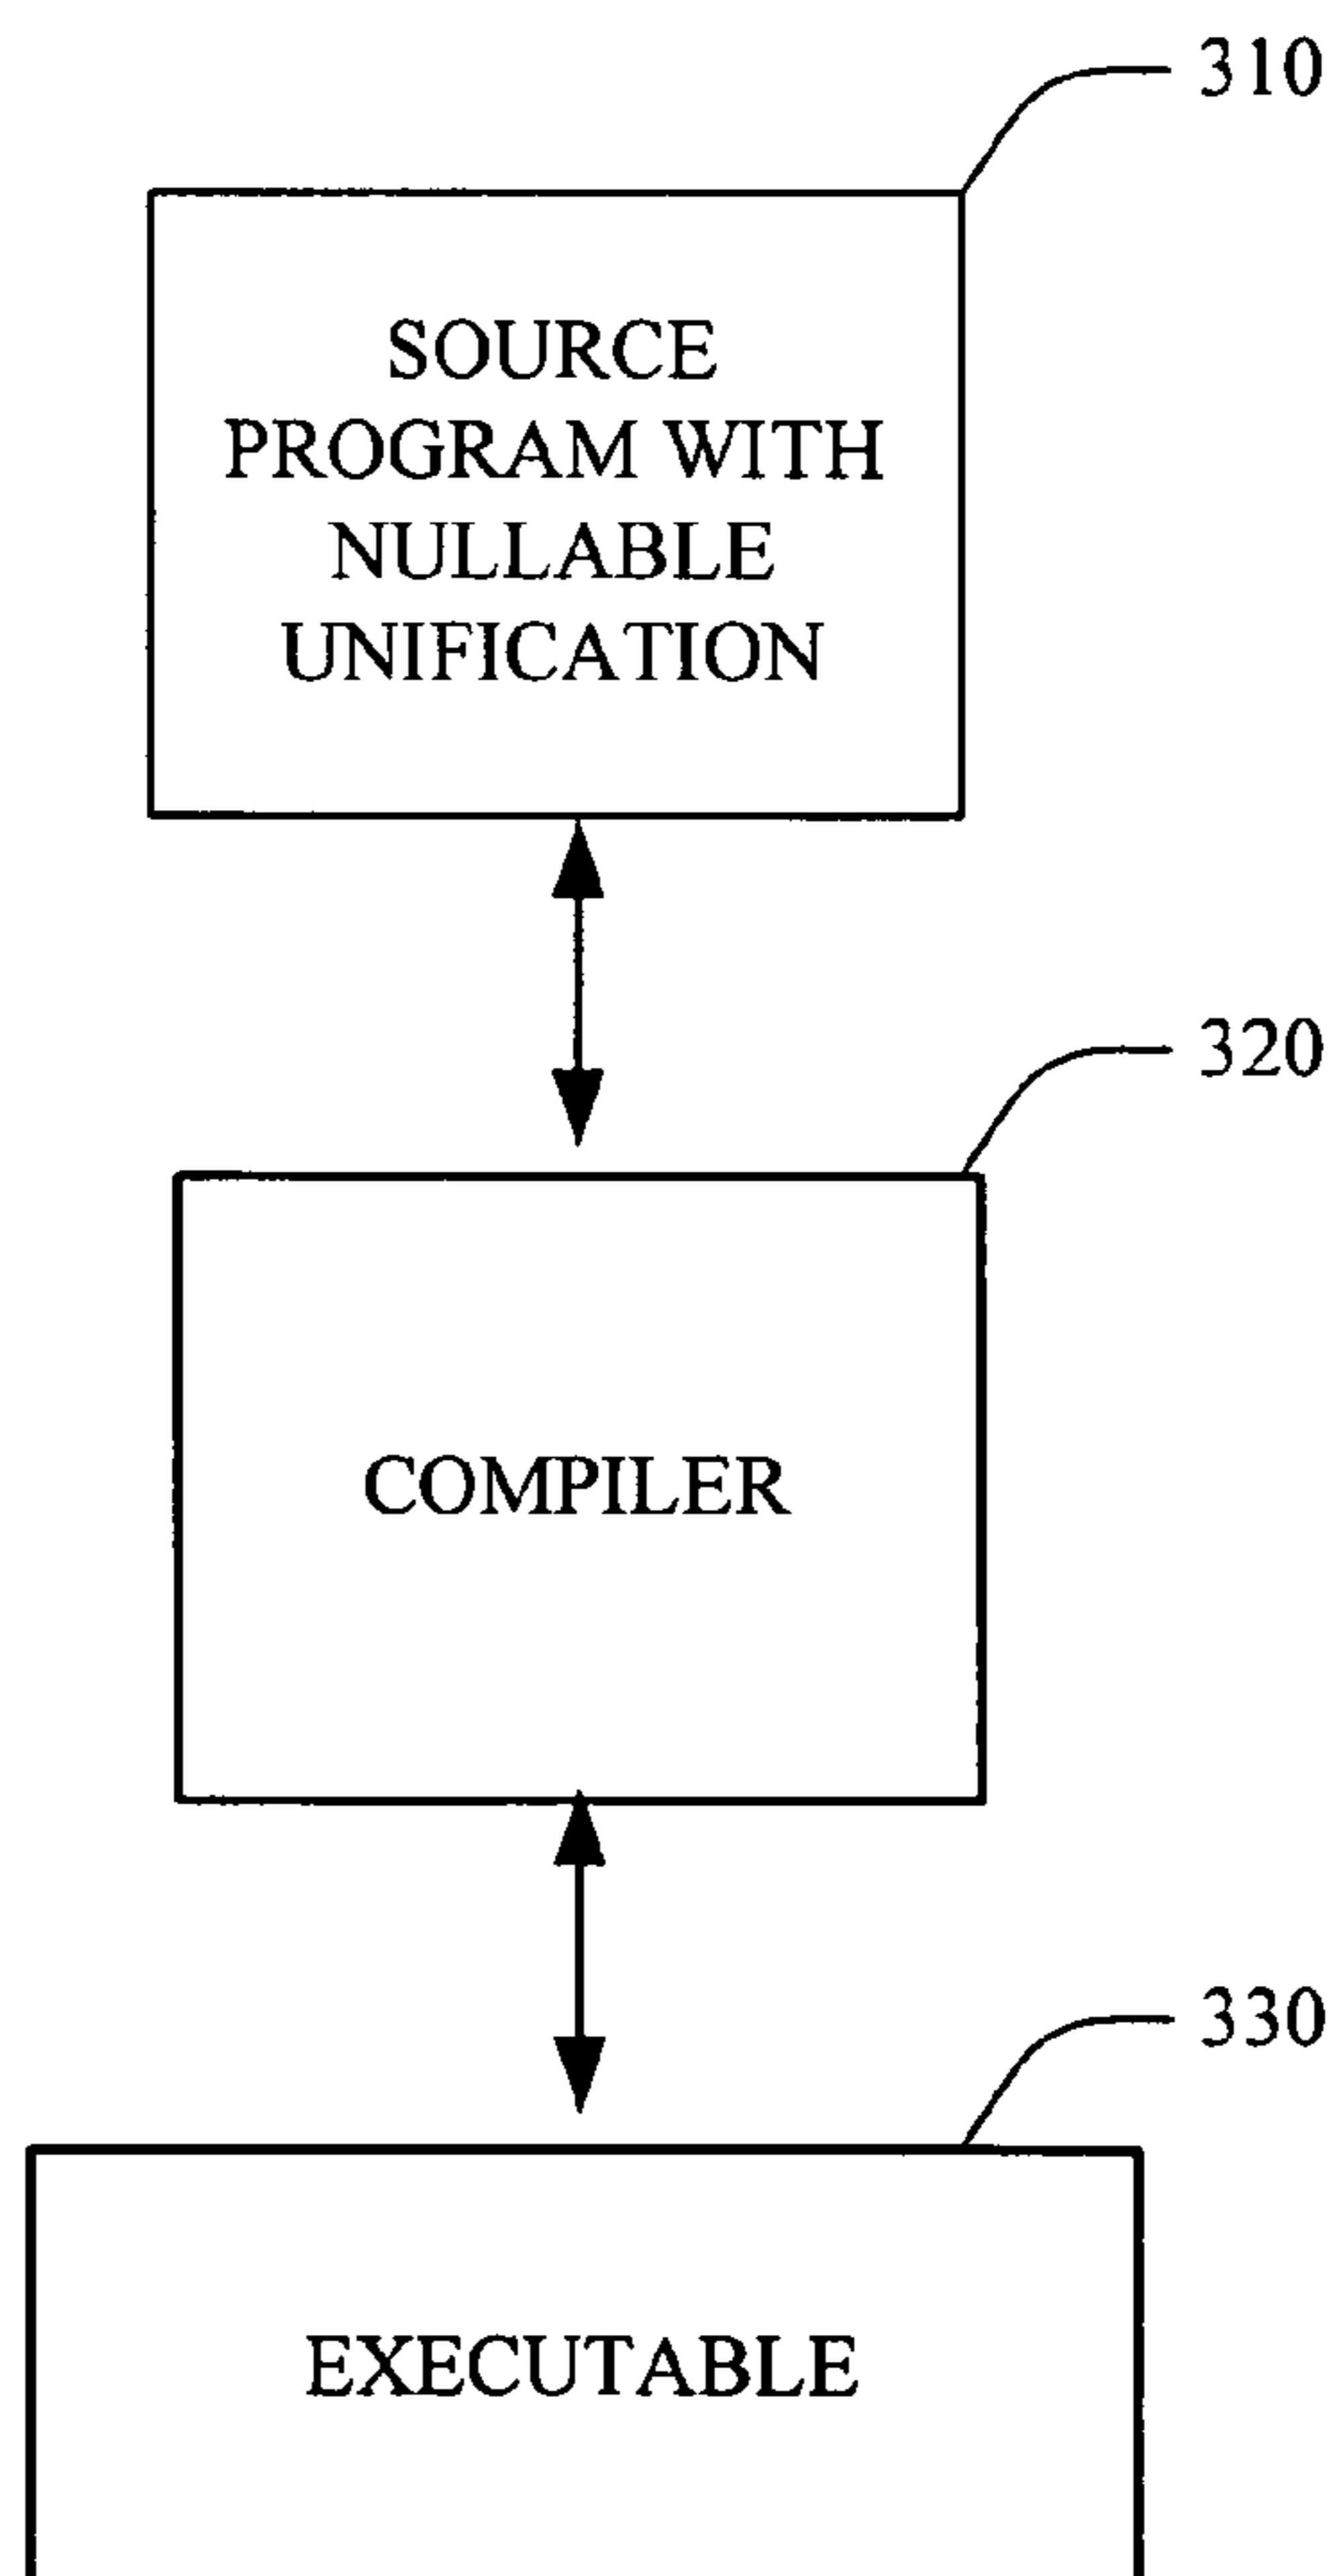 310
SOURCE
PROGRAM WITH
NULLABLE
UNIFICATION
320
COMPILER
330
EXECUTABLE